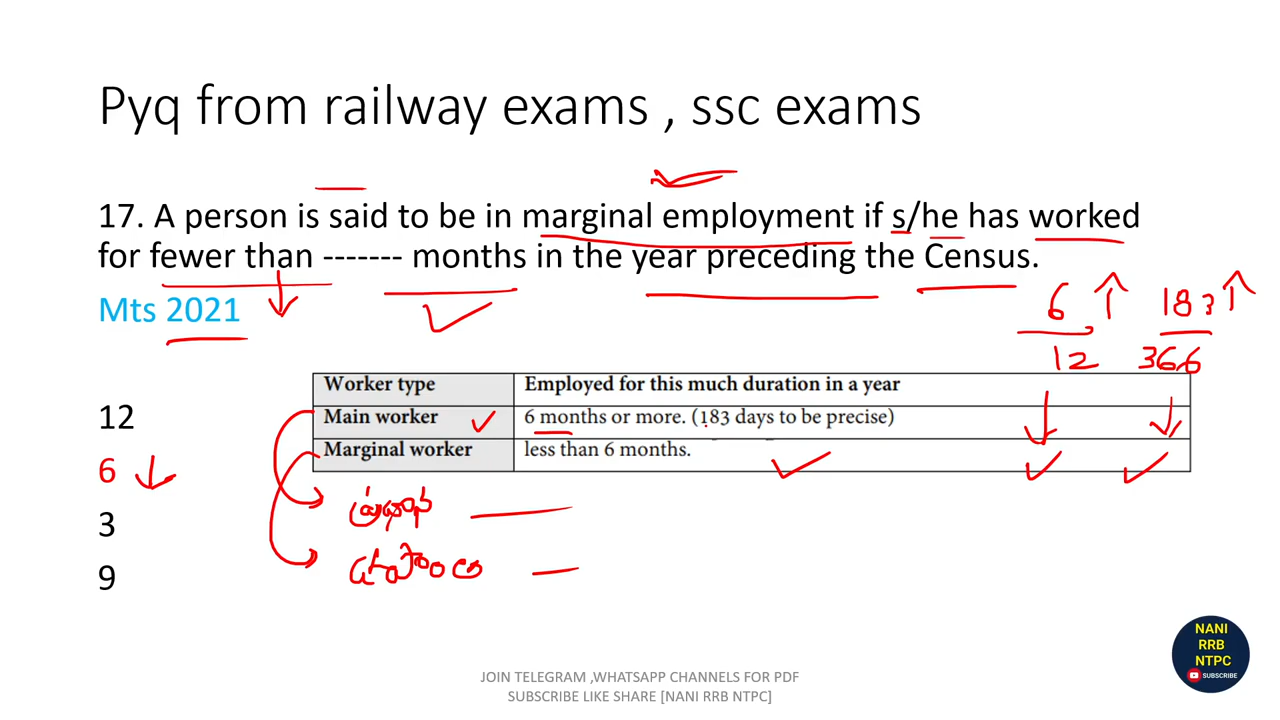 Pyq from railway exams , ssc exams
17. A person is said to be in marginal employment if s/he has worked
for fewer than ------- months in the year preceding the Census.
Mts 2021
6 183
12 366
Worker type Employed for this much duration in a year
Main worker 6 months or more. (183 days to be precise)
Marginal worker less than 6 months.
12
6
3
9
NANI
RRB
NTPC
SUBSCRIBE
JOIN TELEGRAM ,WHATSAPP CHANNELS FOR PDF
SUBSCRIBE LIKE SHARE [NANI RRB NTPC]